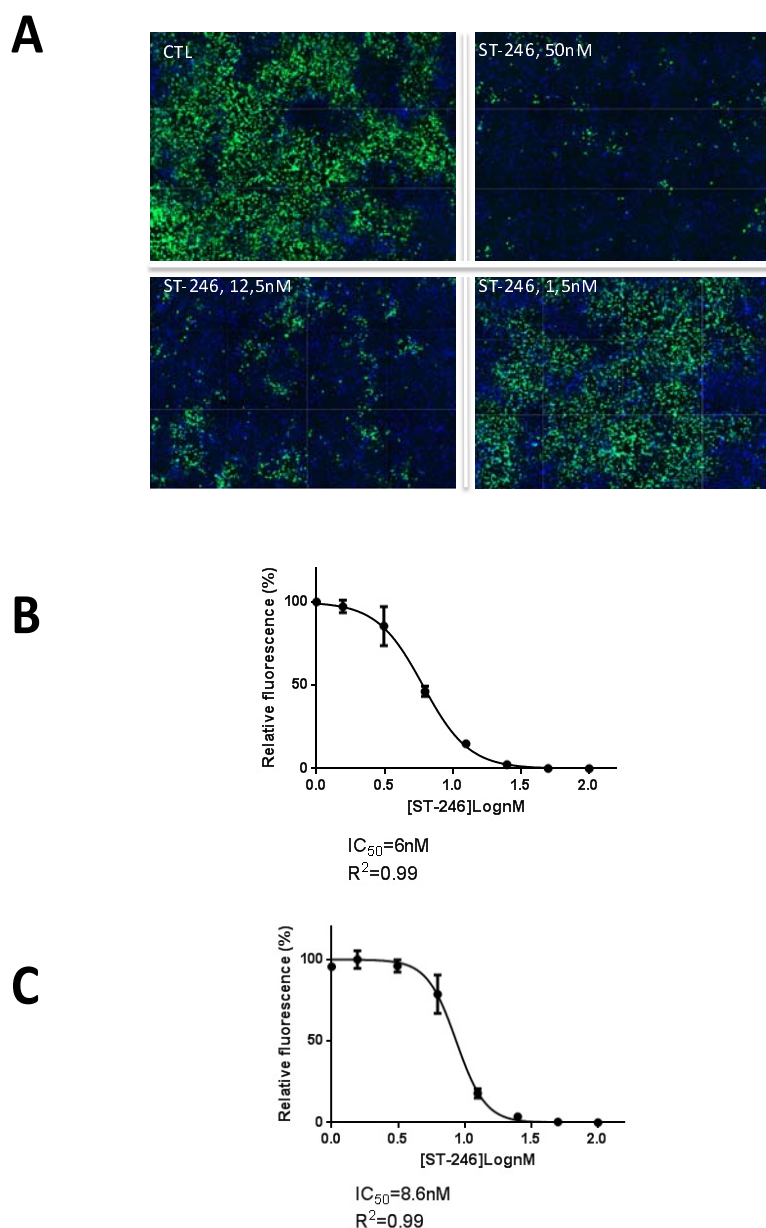 A
CTL
ST-246, 50nM
ST-246, 12,5nM
ST-246, 1,5nM
B
Relative fluorescence (%)
100
50
0
0.0 0.5 1.0 1.5 2.0
[ST-246]LognM
IC50=6nM
R2=0.99
C
Relative fluorescence (%)
100
50
0
0.0 0.5 1.0 1.5 2.0
[ST-246]LognM
IC50=8.6nM
R2=0.99